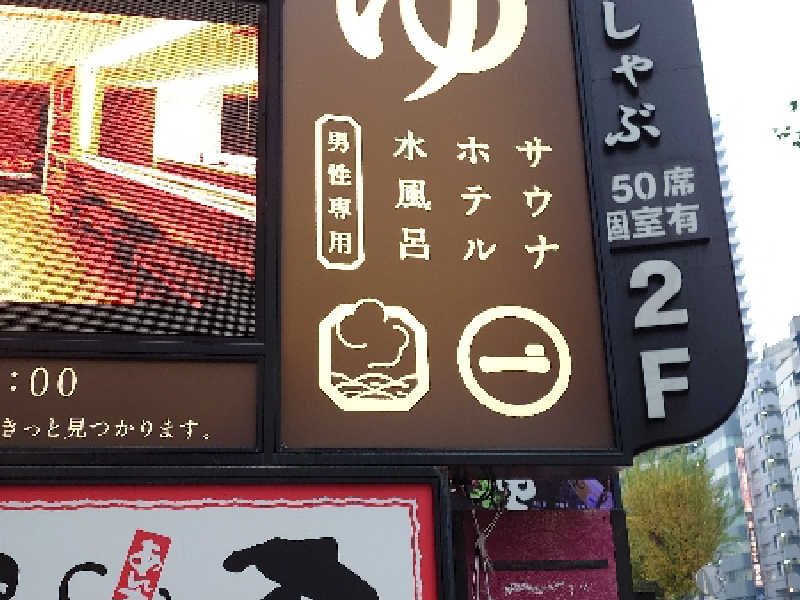 ゆ
サウナ
ホテル
水風呂
男性専用
しゃぶ
50席
個室有
2F
:00
きっと見つかります。